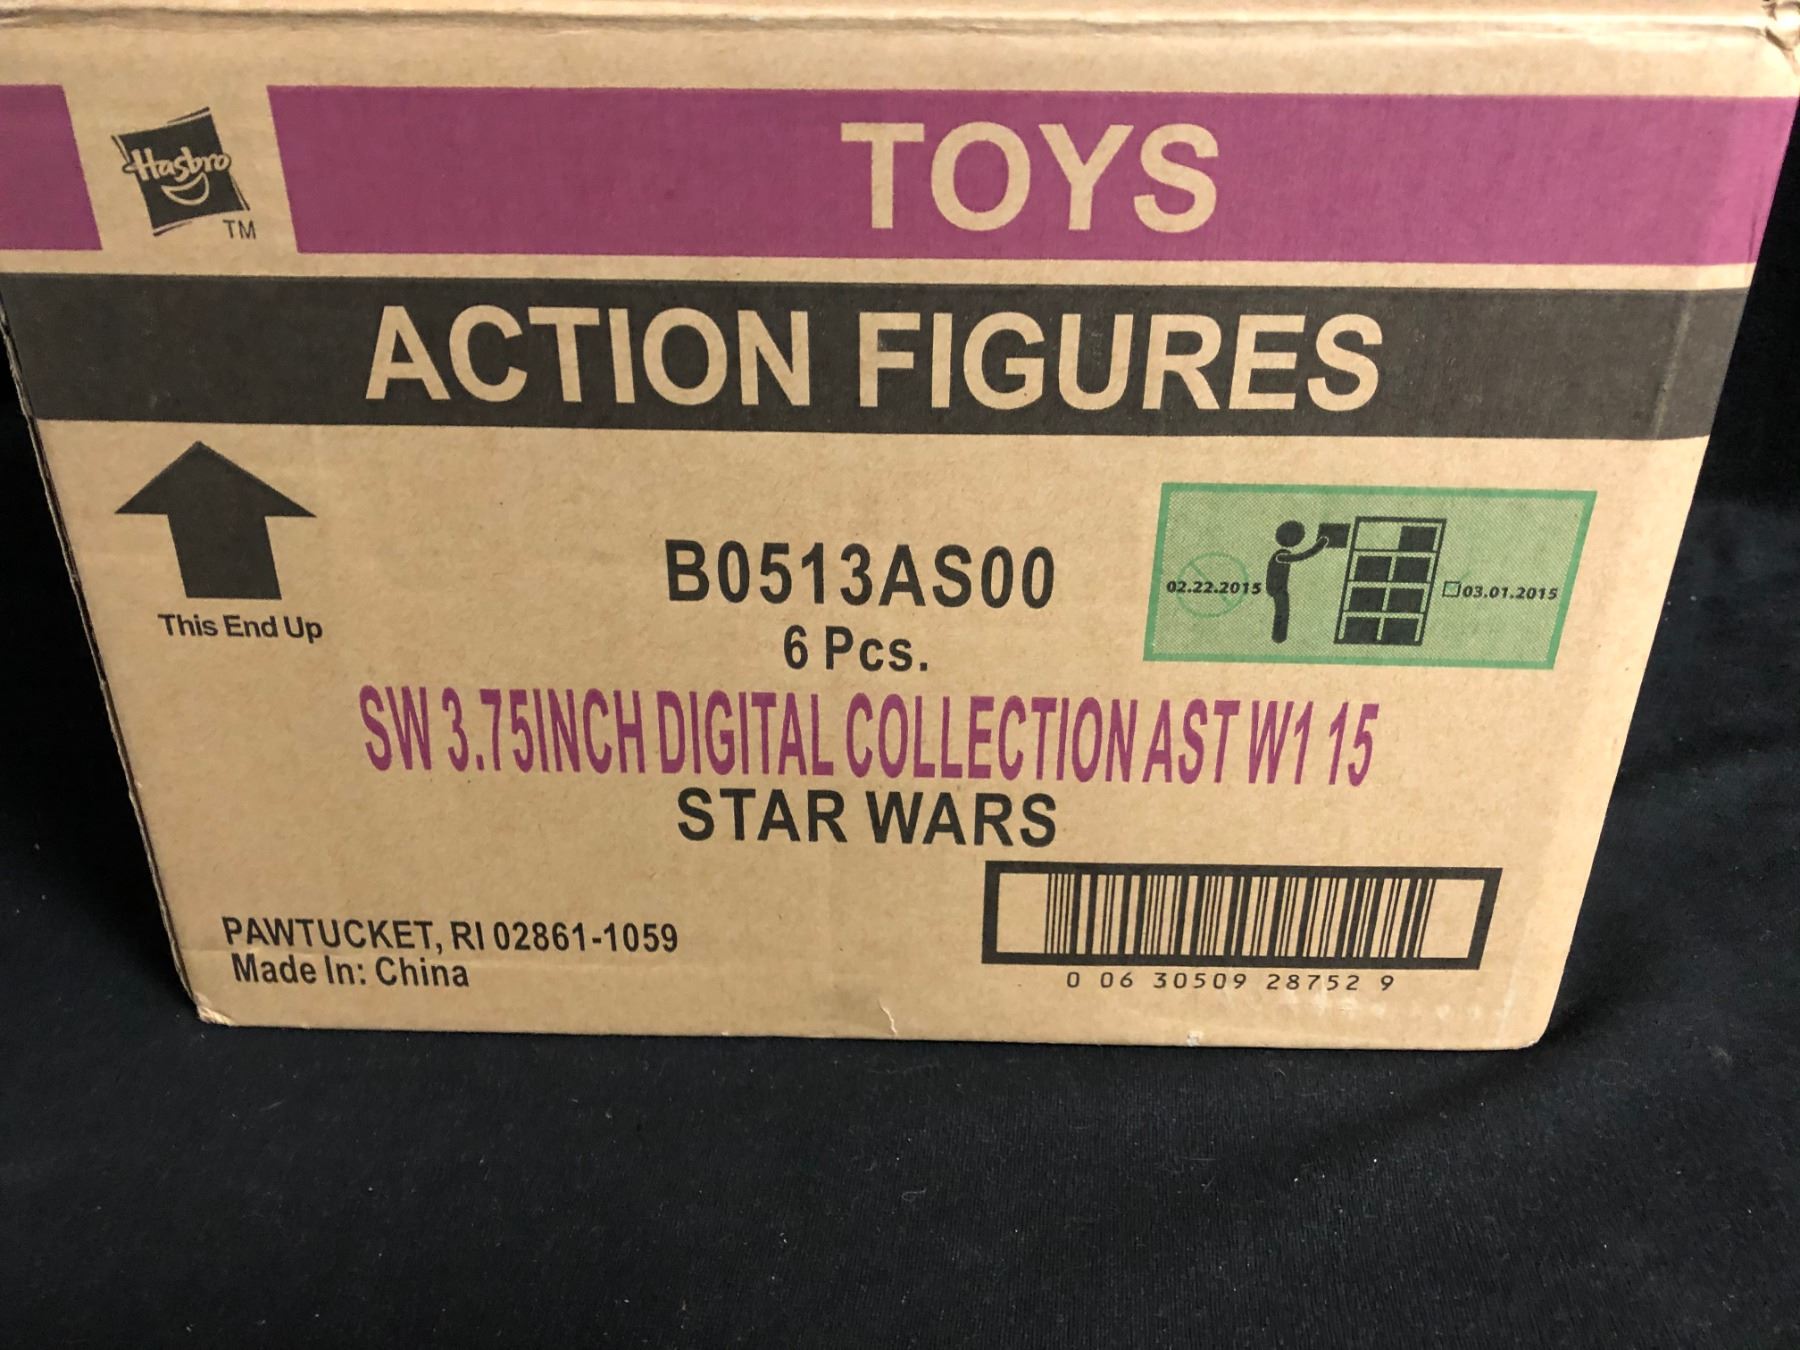 Hasbro
TM
TOYS
ACTION FIGURES
This End Up
B0513AS00
6 Pcs.
02.22.2015
03.01.2015
SW 3.75INCH DIGITAL COLLECTION AST W1 15
STAR WARS
PAWTUCKET, RI 02861-1059
Made In: China
0 06 30509 28752 9